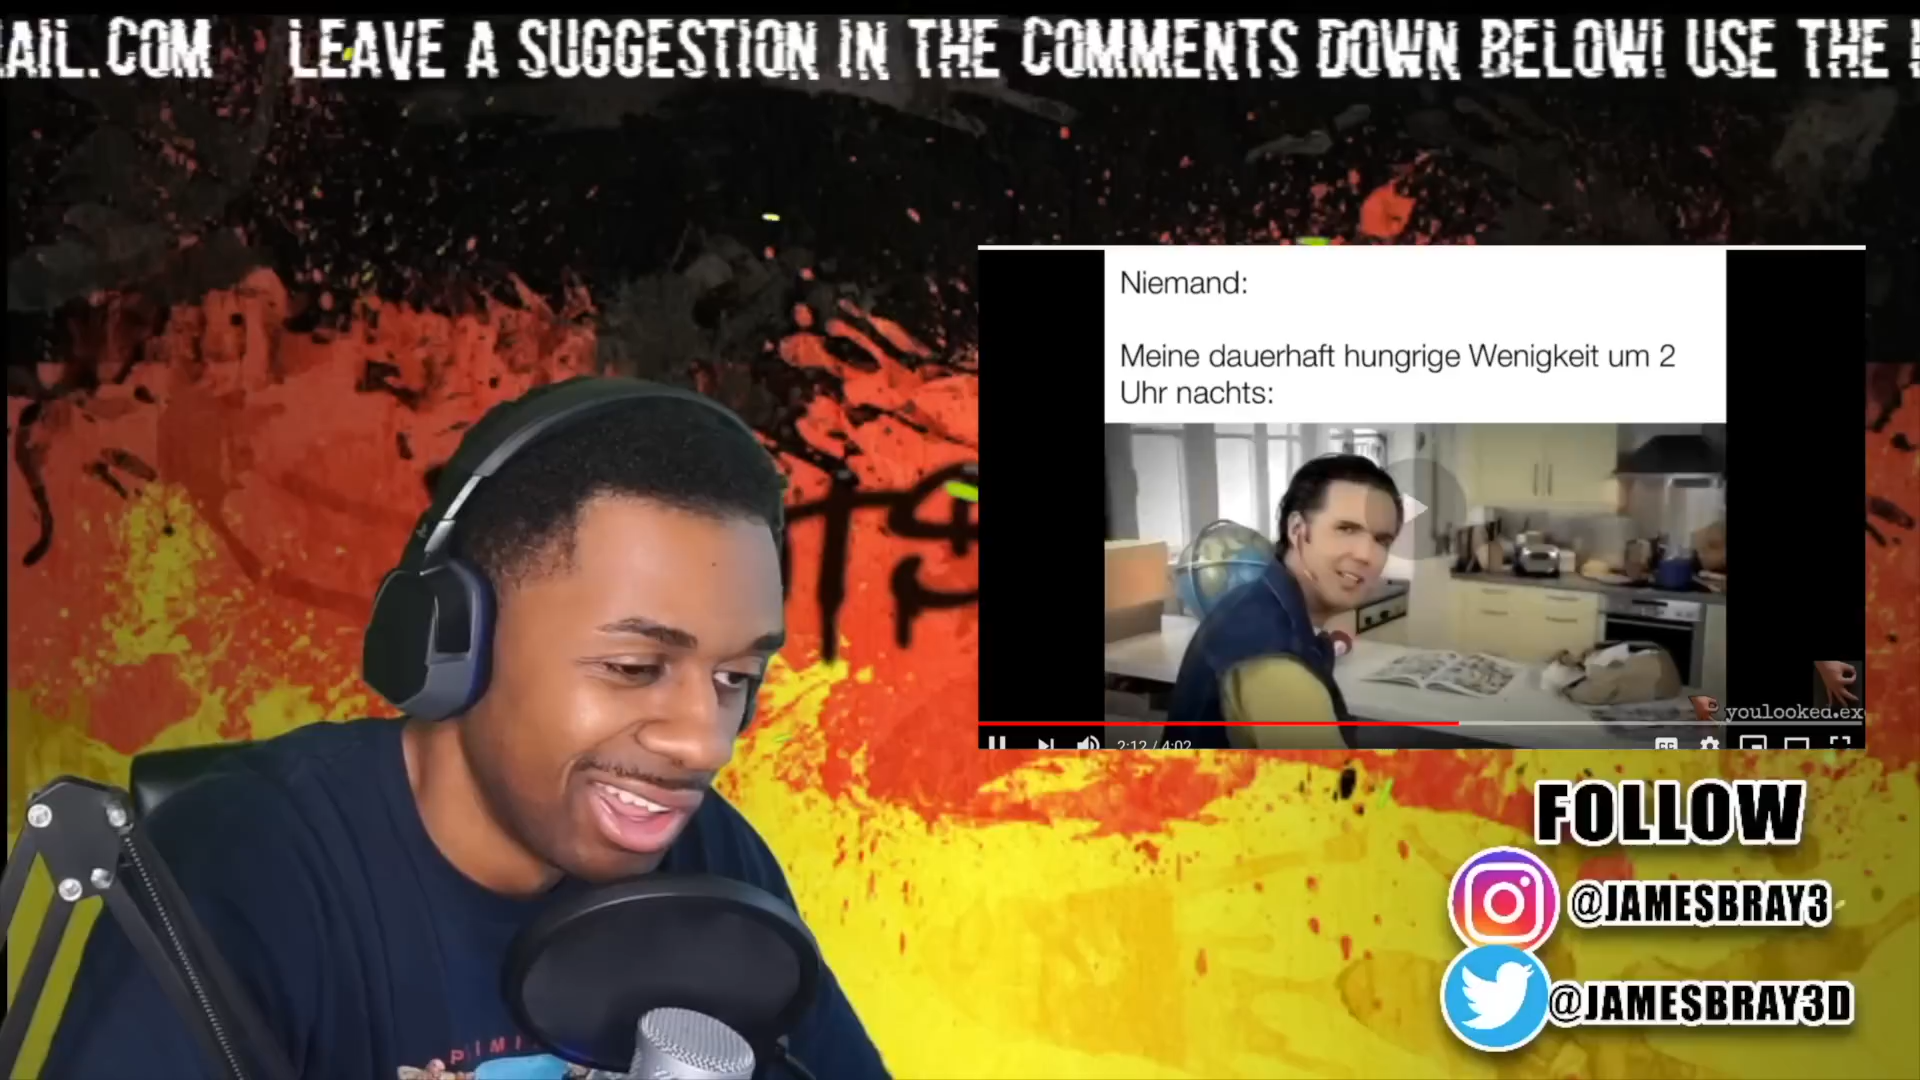 AIL.COM LEAVE A SUGGESTION IN THE COMMENTS DOWN BELOW! USE THE
Niemand:
Meine dauerhaft hungrige Wenigkeit um 2
Uhr nachts:
youlooked.ex
2:12 / 4:02
FOLLOW
@JAMESBRAY3
@JAMESBRAY3D